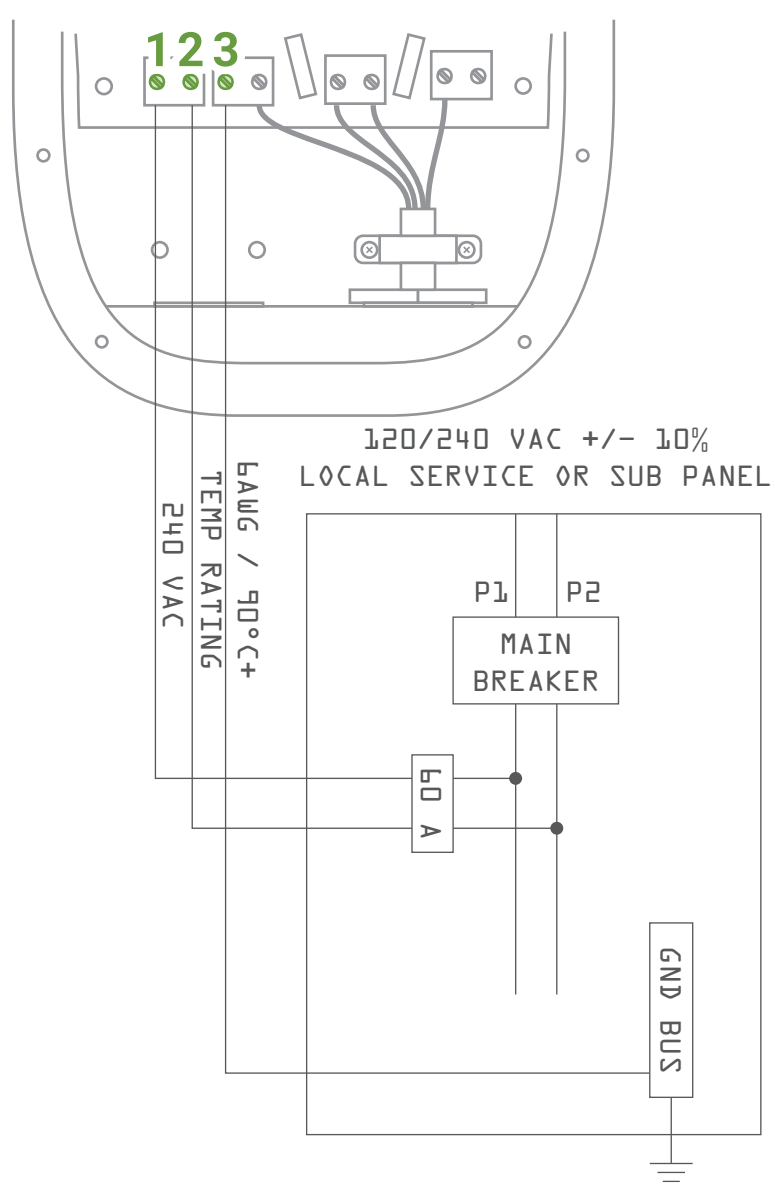 1 2 3
120/240 VAC +/- 10%
LOCAL SERVICE OR SUB PANEL
6AWG / 90°C+
TEMP RATING
240 VAC
P1 P2
MAIN
BREAKER
60 A
GND BUS